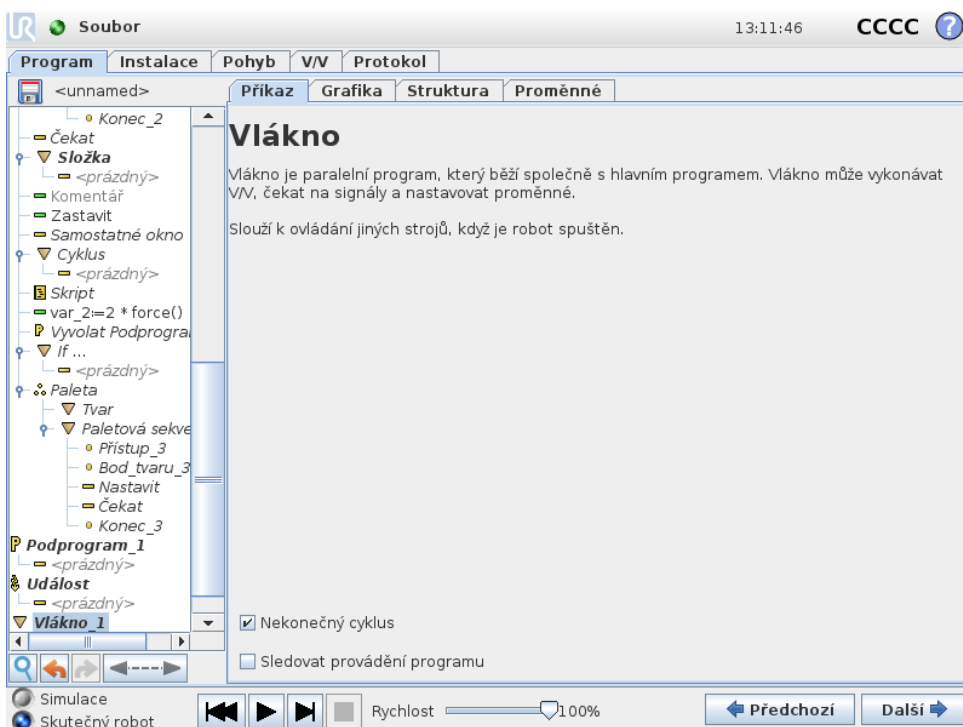 UR Soubor 13:11:46 CCCC ?
Program Instalace Pohyb V/V Protokol
<unnamed> Příkaz Grafika Struktura Proměnné
Konec_2
Čekat
Složka
<prázdný>
Komentář
Zastavit
Samostatné okno
Cyklus
<prázdný>
Skript
var_2:=2 * force()
Vyvolat Podprogra
If ...
<prázdný>
Paleta
Tvar
Paletová sekve
Přístup_3
Bod_tvaru_3
Nastavit
Čekat
Konec_3
P Podprogram_1
<prázdný>
Událost
<prázdný>
Vlákno_1
Vlákno
Vlákno je paralelní program, který běží společně s hlavním programem. Vlákno může vykonávat
V/V, čekat na signály a nastavovat proměnné.
Slouží k ovládání jiných strojů, když je robot spuštěn.
Nekonečný cyklus
Sledovat provádění programu
Simulace
Skutečný robot
Rychlost 100%
Předchozí Další